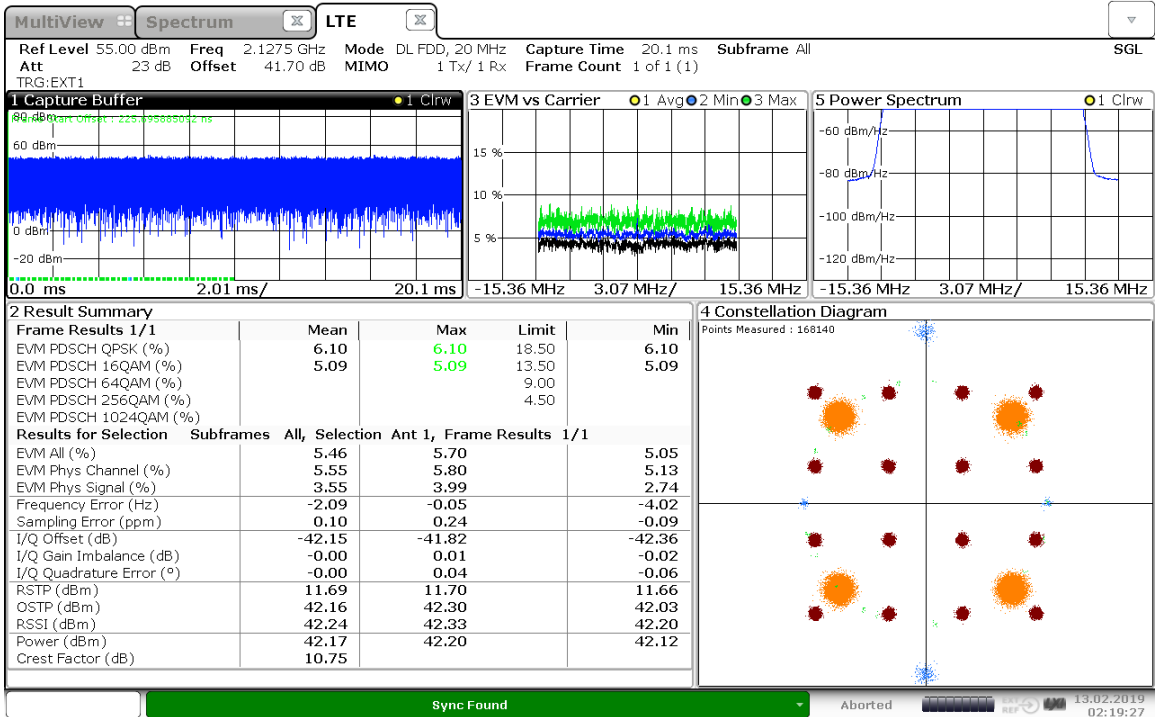 MultiView Spectrum LTE
Ref Level 55.00 dBm Freq 2.1275 GHz Mode DL FDD, 20 MHz Capture Time 20.1 ms Subframe All SGL
Att 23 dB Offset 41.70 dB MIMO 1 Tx/ 1 Rx Frame Count 1 of 1 (1)
TRG:EXT1
1 Capture Buffer 1 Clrw
80 dBm
Frame Start Offset : 225.695885052 ns
60 dBm
0 dBm
-20 dBm
0.0 ms 2.01 ms/ 20.1 ms
3 EVM vs Carrier 1 Avg 2 Min 3 Max
15 %
10 %
5 %
-15.36 MHz 3.07 MHz/ 15.36 MHz
5 Power Spectrum 1 Clrw
-60 dBm/Hz
-80 dBm/Hz
-100 dBm/Hz
-120 dBm/Hz
-15.36 MHz 3.07 MHz/ 15.36 MHz
2 Result Summary
Frame Results 1/1 Mean Max Limit Min
EVM PDSCH QPSK (%) 6.10 6.10 18.50 6.10
EVM PDSCH 16QAM (%) 5.09 5.09 13.50 5.09
EVM PDSCH 64QAM (%) 9.00
EVM PDSCH 256QAM (%) 4.50
EVM PDSCH 1024QAM (%)
Results for Selection Subframes All, Selection Ant 1, Frame Results 1/1
EVM All (%) 5.46 5.70 5.05
EVM Phys Channel (%) 5.55 5.80 5.13
EVM Phys Signal (%) 3.55 3.99 2.74
Frequency Error (Hz) -2.09 -0.05 -4.02
Sampling Error (ppm) 0.10 0.24 -0.09
I/Q Offset (dB) -42.15 -41.82 -42.36
I/Q Gain Imbalance (dB) -0.00 0.01 -0.02
I/Q Quadrature Error (°) -0.00 0.04 -0.06
RSTP (dBm) 11.69 11.70 11.66
OSTP (dBm) 42.16 42.30 42.03
RSSI (dBm) 42.24 42.33 42.20
Power (dBm) 42.17 42.20 42.12
Crest Factor (dB) 10.75
4 Constellation Diagram
Points Measured : 168140
Sync Found
Aborted
EXT
REF
13.02.2019
02:19:27